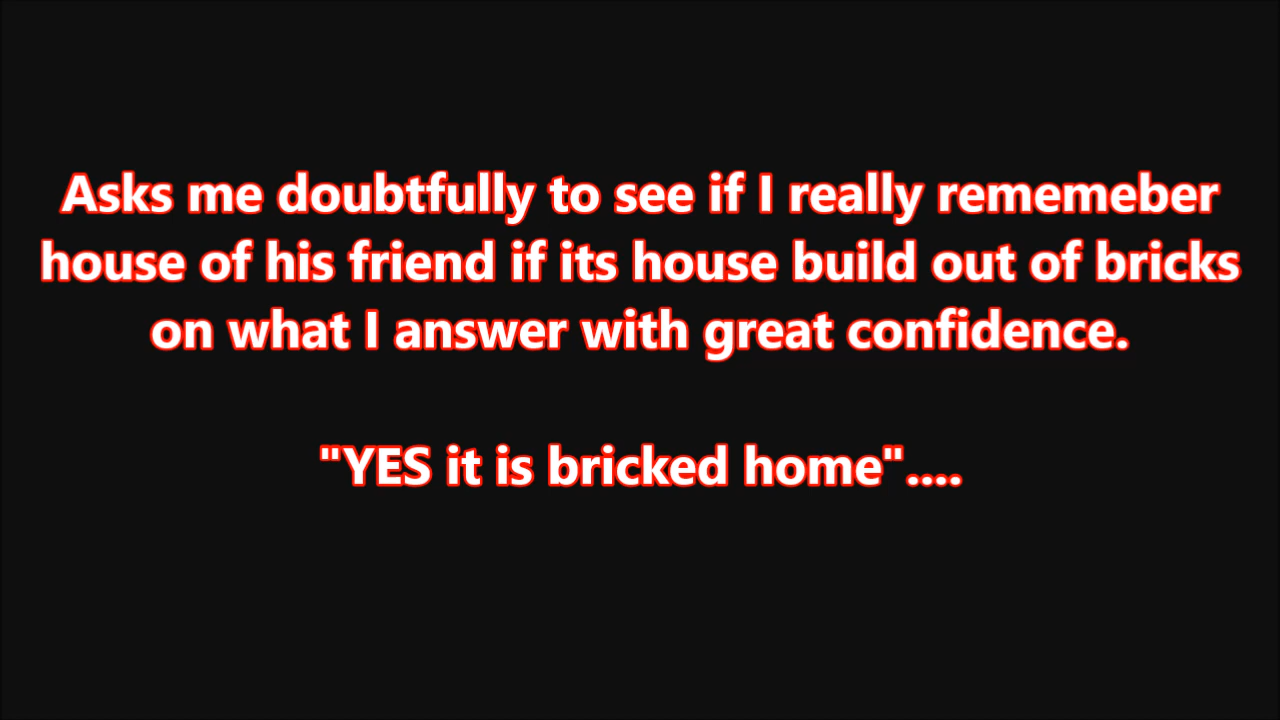 Asks me doubtfully to see if I really rememeber
house of his friend if its house build out of bricks
on what I answer with great confidence.
"YES it is bricked home"....